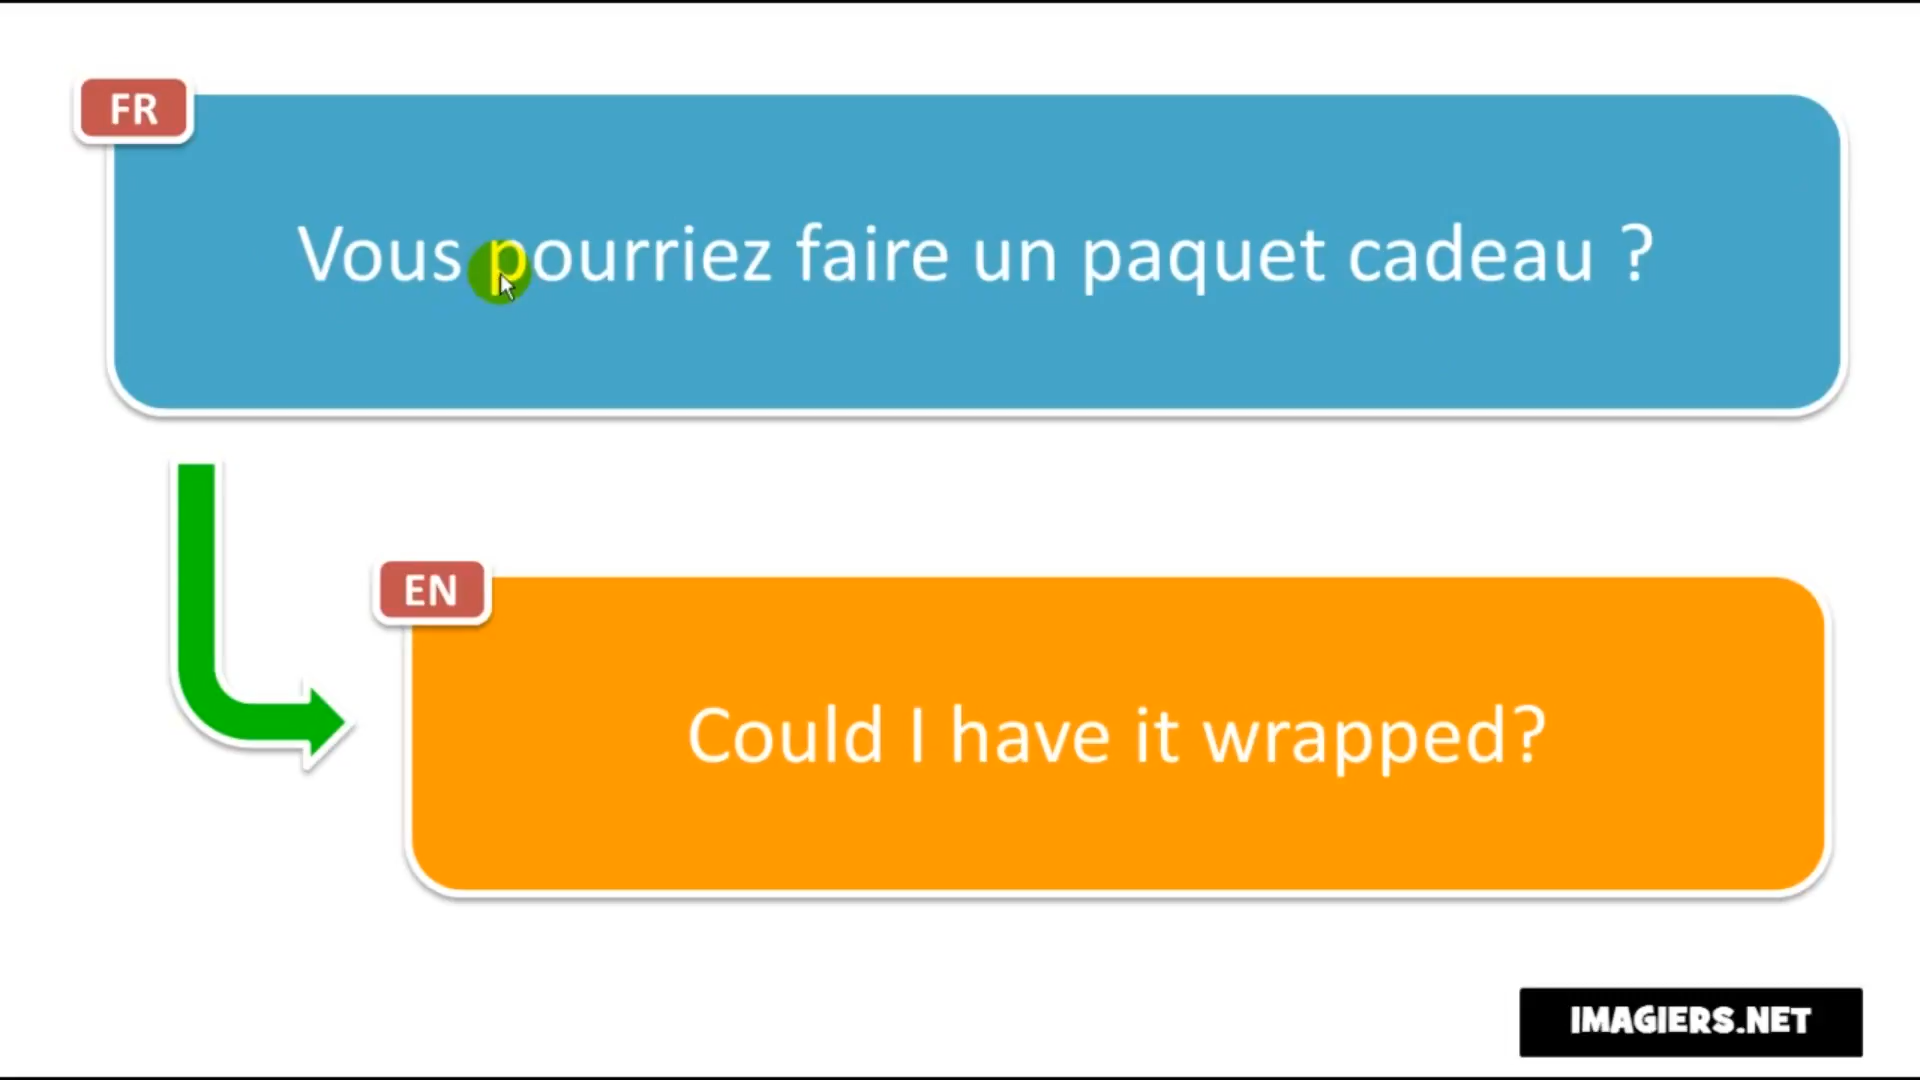 FR
Vous pourriez faire un paquet cadeau ?
EN
Could I have it wrapped?
IMAGIERS.NET